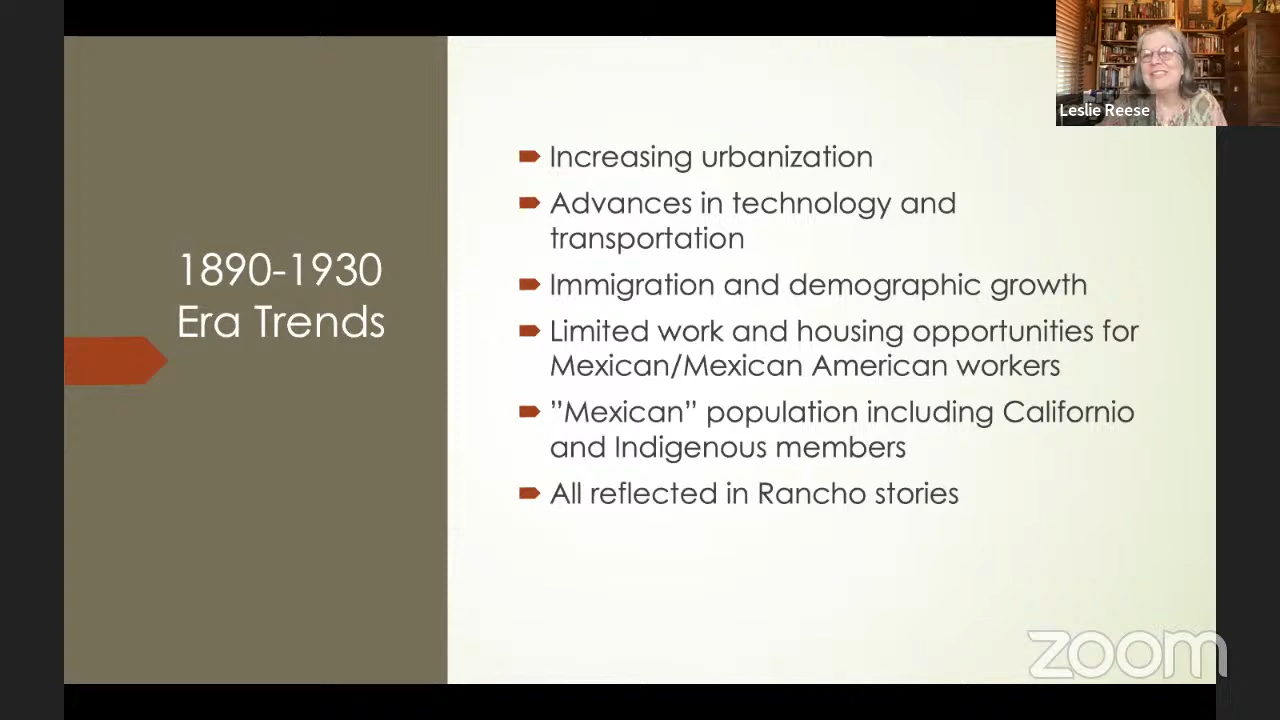 Leslie Reese
1890-1930
Era Trends
Increasing urbanization
Advances in technology and
transportation
Immigration and demographic growth
Limited work and housing opportunities for
Mexican/Mexican American workers
”Mexican” population including Californio
and Indigenous members
All reflected in Rancho stories
zoom